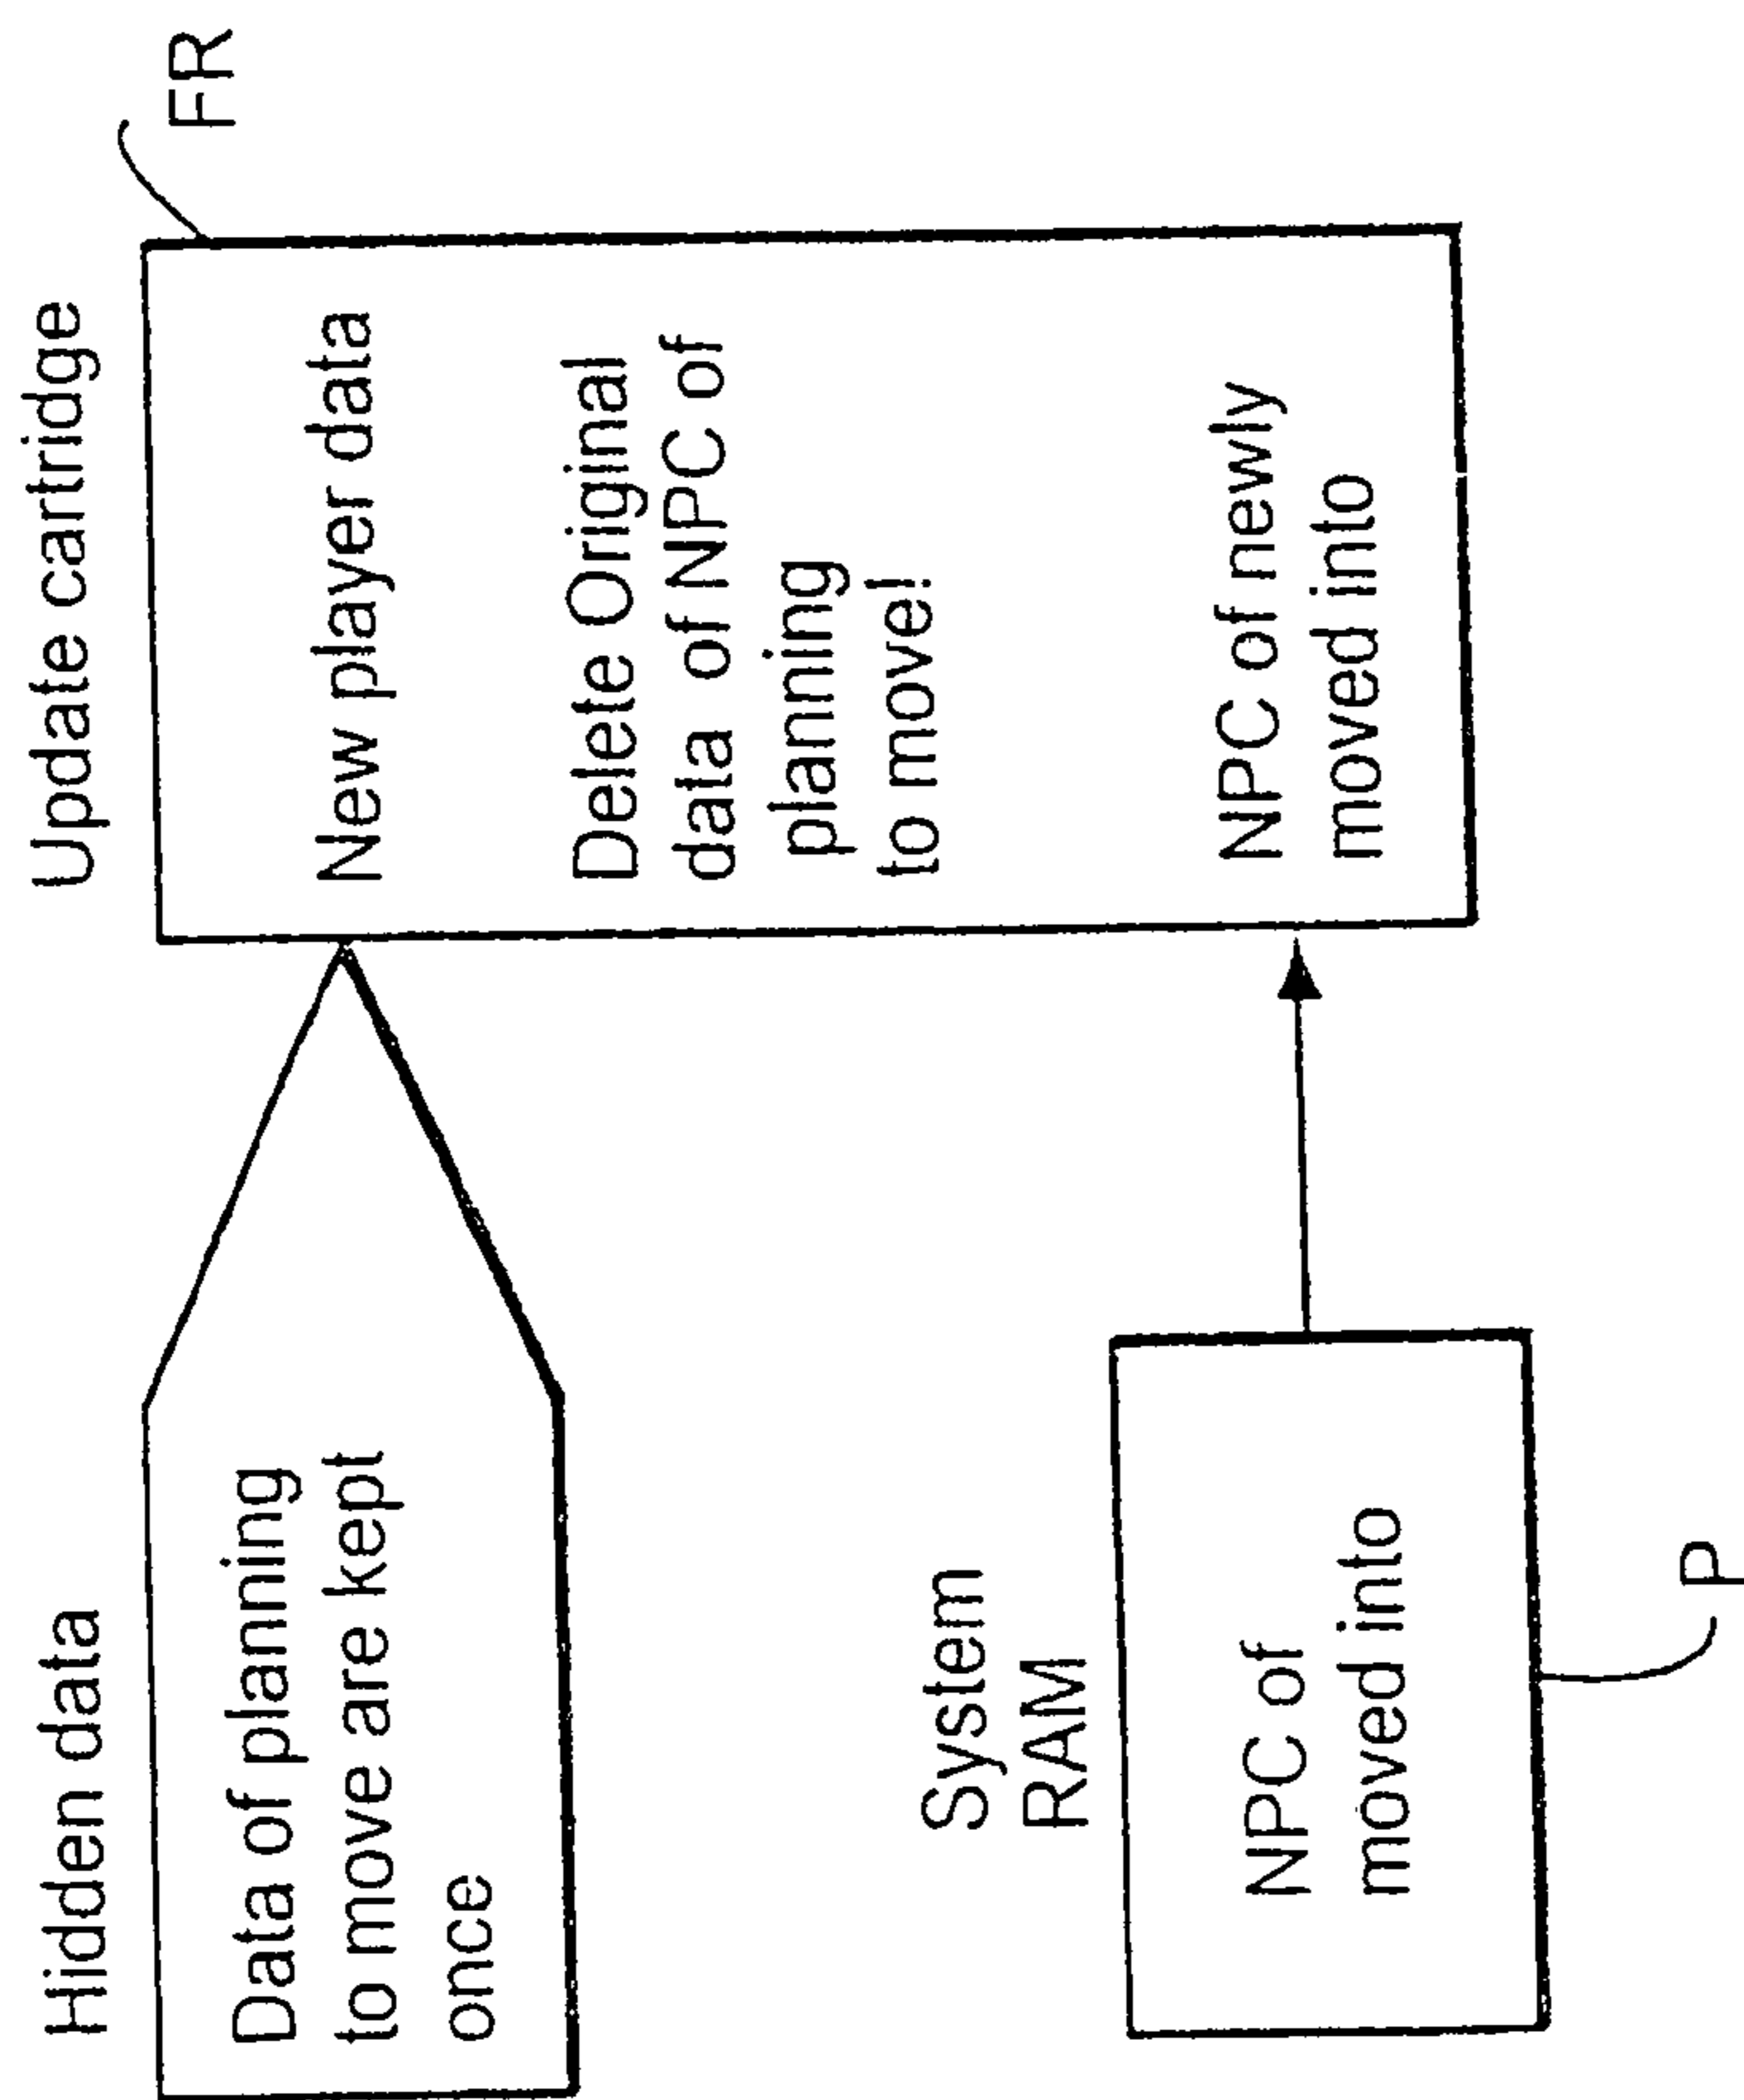 Hidden data
Data of planning
to move are kept
once
System
RAM
NPC of
moved into
P
Update cartridge
FR
New player data
Delete Original
data of NPC of
planning
to move!
NPC of newly
moved into